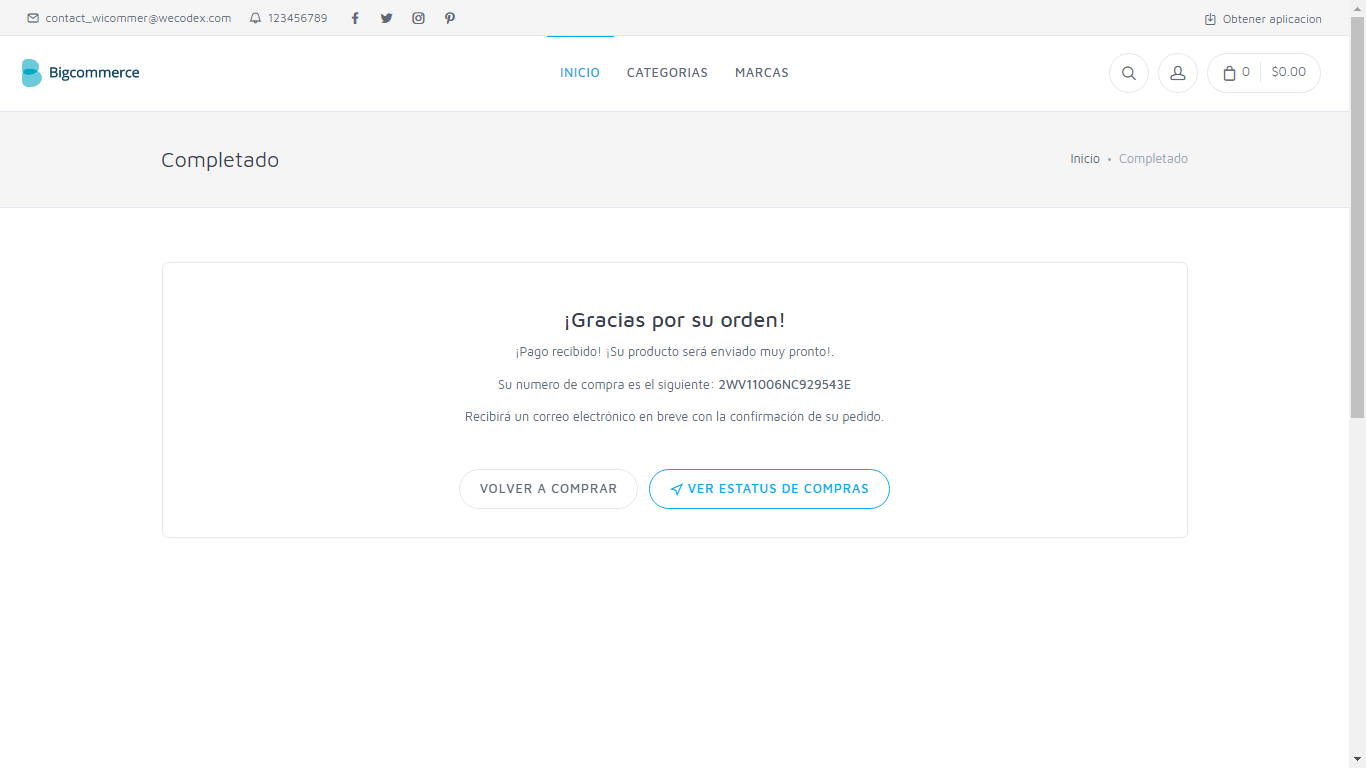 contact_wicommer@wecodex.com 123456789 Obtener aplicacion
Bigcommerce INICIO CATEGORIAS MARCAS 0 $0.00
Completado Inicio • Completado
¡Gracias por su orden!
¡Pago recibido! ¡Su producto será enviado muy pronto!.
Su numero de compra es el siguiente: 2WV11006NC929543E
Recibirá un correo electrónico en breve con la confirmación de su pedido.
VOLVER A COMPRAR VER ESTATUS DE COMPRAS